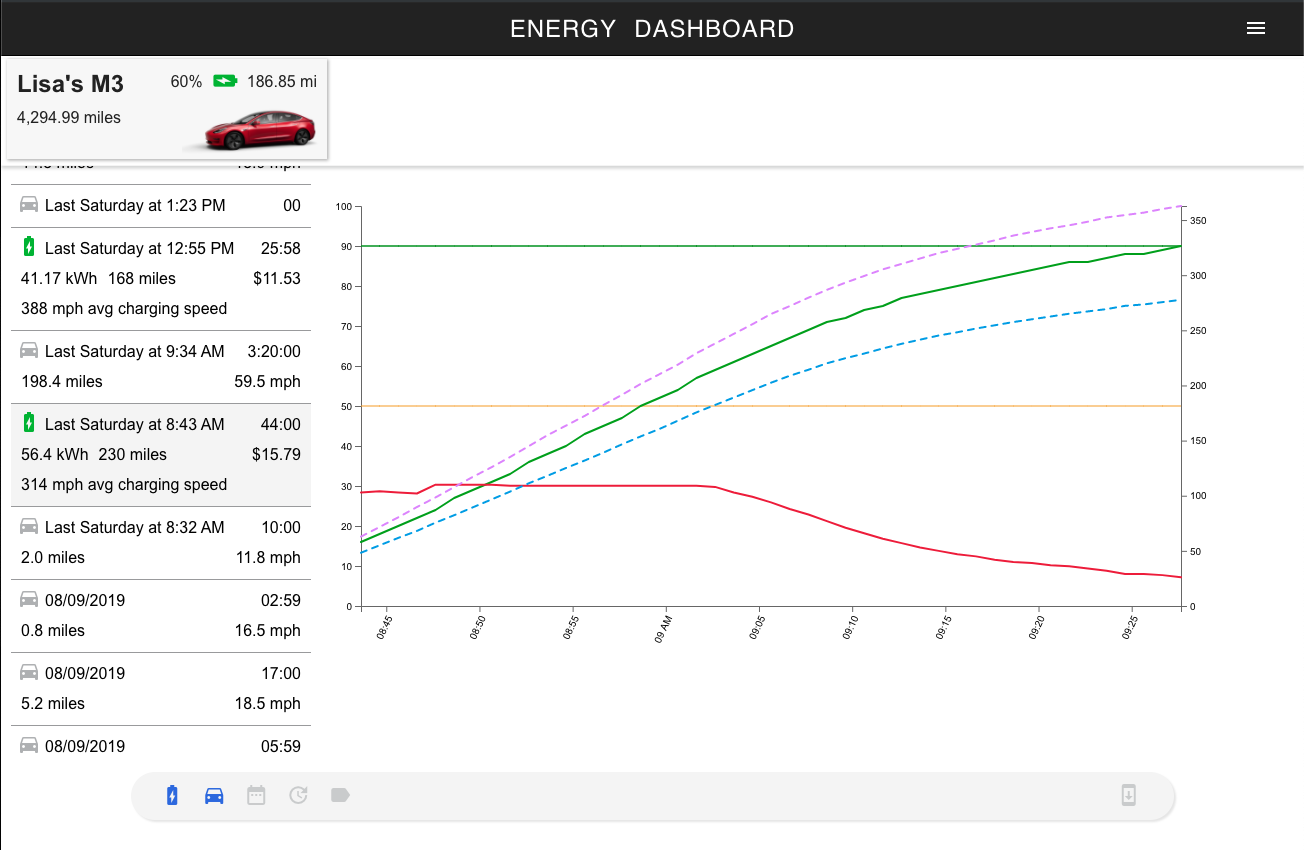 ENERGY DASHBOARD
Lisa's M3 60% 186.85 mi
4,294.99 miles
Last Saturday at 1:23 PM 00
Last Saturday at 12:55 PM 25:58
41.17 kWh 168 miles $11.53
388 mph avg charging speed
Last Saturday at 9:34 AM 3:20:00
198.4 miles 59.5 mph
Last Saturday at 8:43 AM 44:00
56.4 kWh 230 miles $15.79
314 mph avg charging speed
Last Saturday at 8:32 AM 10:00
2.0 miles 11.8 mph
08/09/2019 02:59
0.8 miles 16.5 mph
08/09/2019 17:00
5.2 miles 18.5 mph
08/09/2019 05:59
100
90
80
70
60
50
40
30
20
10
0
350
300
250
200
150
100
50
0
08:45 08:50 08:55 09 AM 09:05 09:10 09:15 09:20 09:25